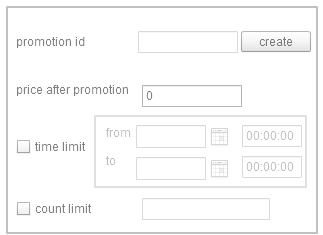 promotion id create
price after promotion 0
from 00:00:00
time limit
to 00:00:00
count limit